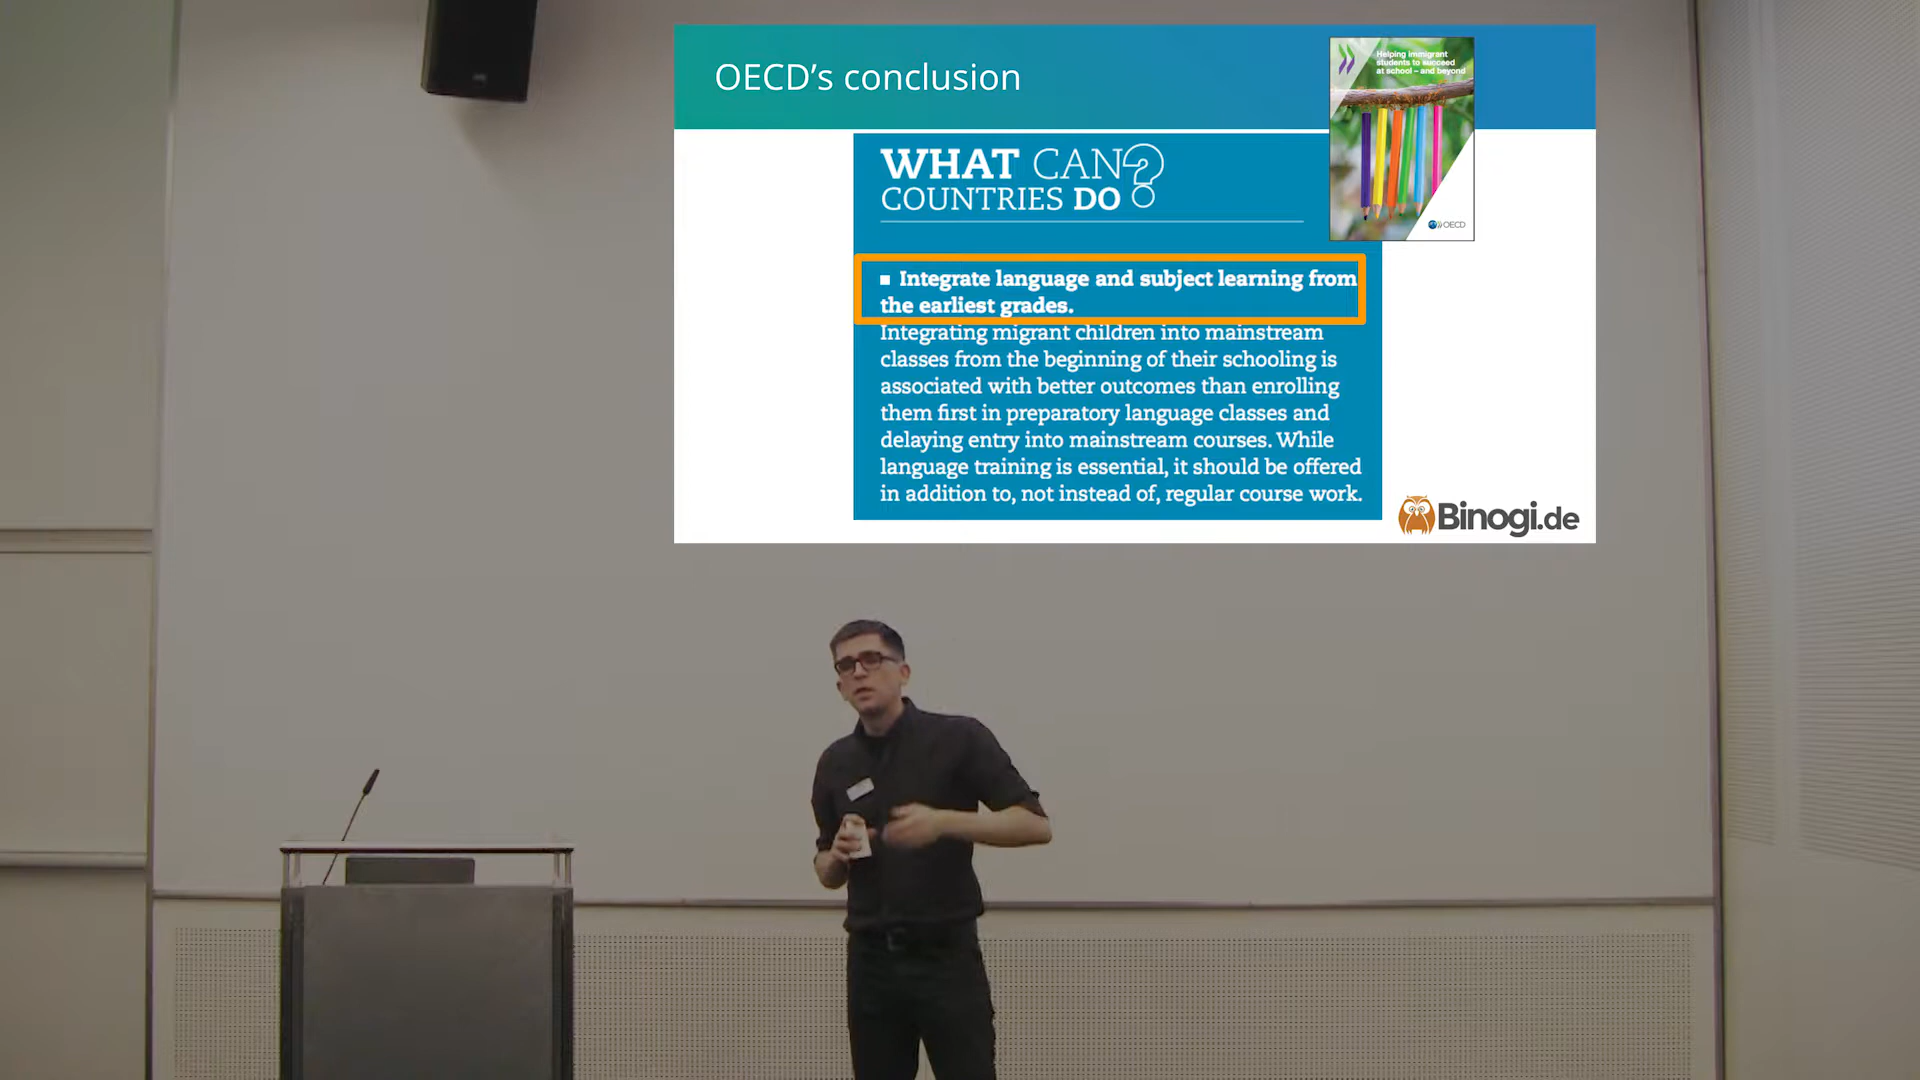 OECD's conclusion
Helping immigrant
students to succeed
at school – and beyond
OECD
WHAT CAN?
COUNTRIES DO
■ Integrate language and subject learning from
the earliest grades.
Integrating migrant children into mainstream
classes from the beginning of their schooling is
associated with better outcomes than enrolling
them first in preparatory language classes and
delaying entry into mainstream courses. While
language training is essential, it should be offered
in addition to, not instead of, regular course work.
Binogi.de